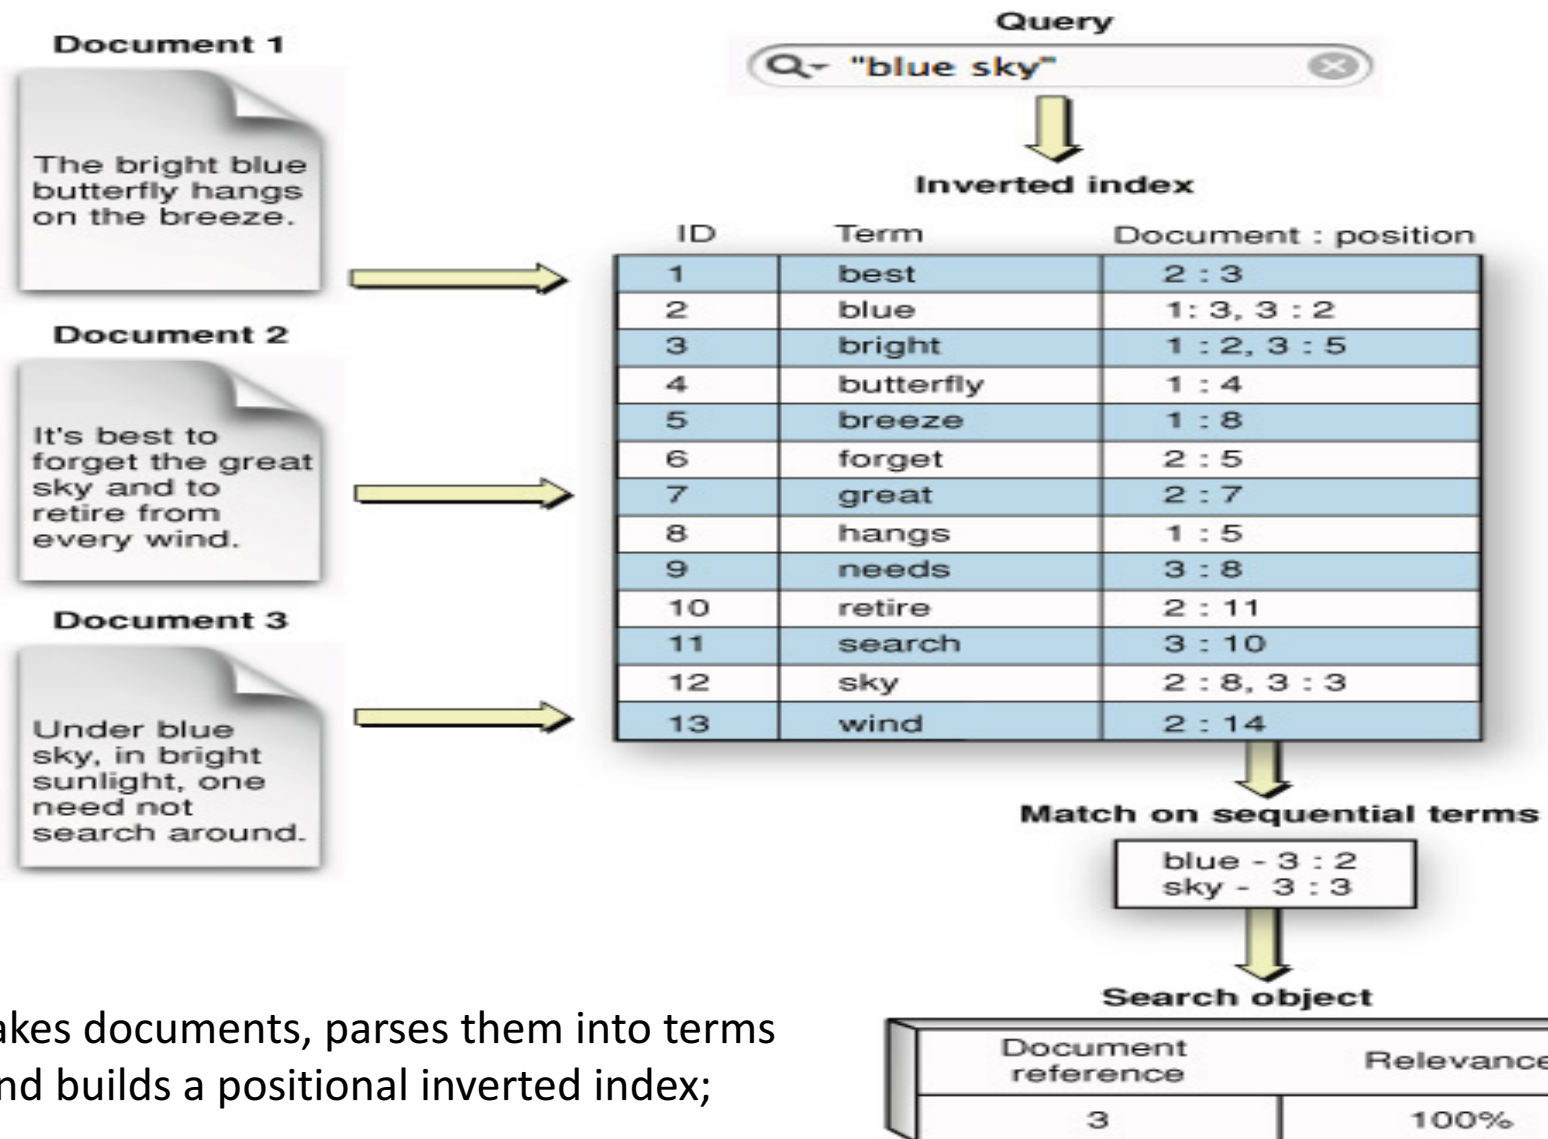 Document 1
The bright blue
butterfly hangs
on the breeze.
Document 2
It's best to
forget the great
sky and to
retire from
every wind.
Document 3
Under blue
sky, in bright
sunlight, one
need not
search around.
Query
"blue sky"
Inverted index
ID Term Document : position
1 best 2 : 3
2 blue 1: 3, 3 : 2
3 bright 1 : 2, 3 : 5
4 butterfly 1 : 4
5 breeze 1 : 8
6 forget 2 : 5
7 great 2 : 7
8 hangs 1 : 5
9 needs 3 : 8
10 retire 2 : 11
11 search 3 : 10
12 sky 2 : 8, 3 : 3
13 wind 2 : 14
Match on sequential terms
blue - 3 : 2
sky - 3 : 3
Search object
Document
reference
Relevance
3 100%
akes documents, parses them into terms
nd builds a positional inverted index;